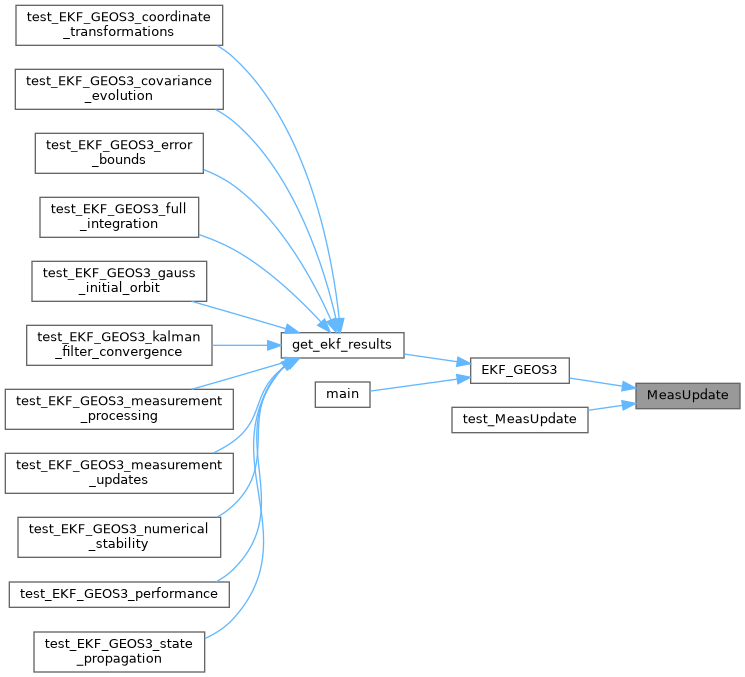 test_EKF_GEOS3_coordinate
_transformations
test_EKF_GEOS3_covariance
_evolution
test_EKF_GEOS3_error
_bounds
test_EKF_GEOS3_full
_integration
test_EKF_GEOS3_gauss
_initial_orbit
test_EKF_GEOS3_kalman
_filter_convergence
test_EKF_GEOS3_measurement
_processing
test_EKF_GEOS3_measurement
_updates
test_EKF_GEOS3_numerical
_stability
test_EKF_GEOS3_performance
test_EKF_GEOS3_state
_propagation
get_ekf_results
main
EKF_GEOS3
test_MeasUpdate
MeasUpdate